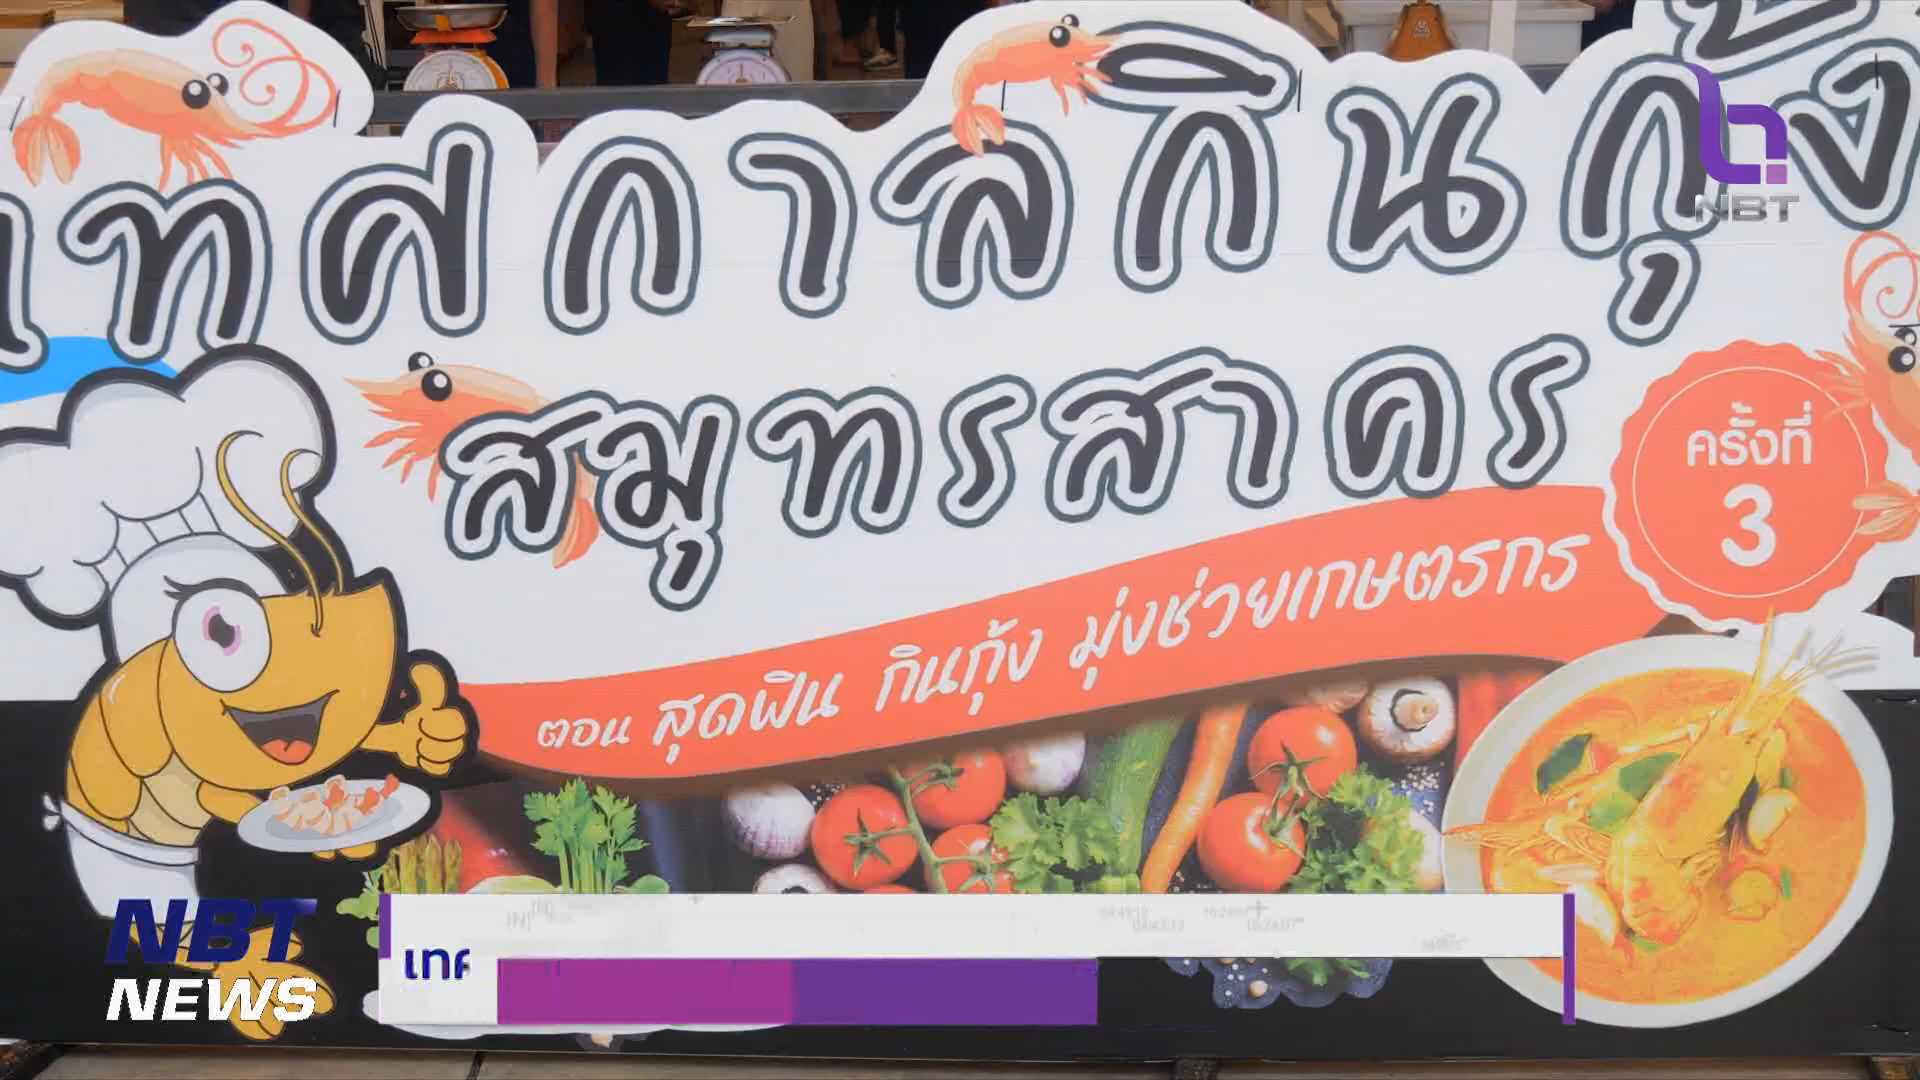 เทศกาลกินกุ้ง
สมุทรสาคร
ครั้งที่
3
ตอน สุดฟิน กินกุ้ง มุ่งช่วยเกษตรกร
NBT
NBT
NEWS